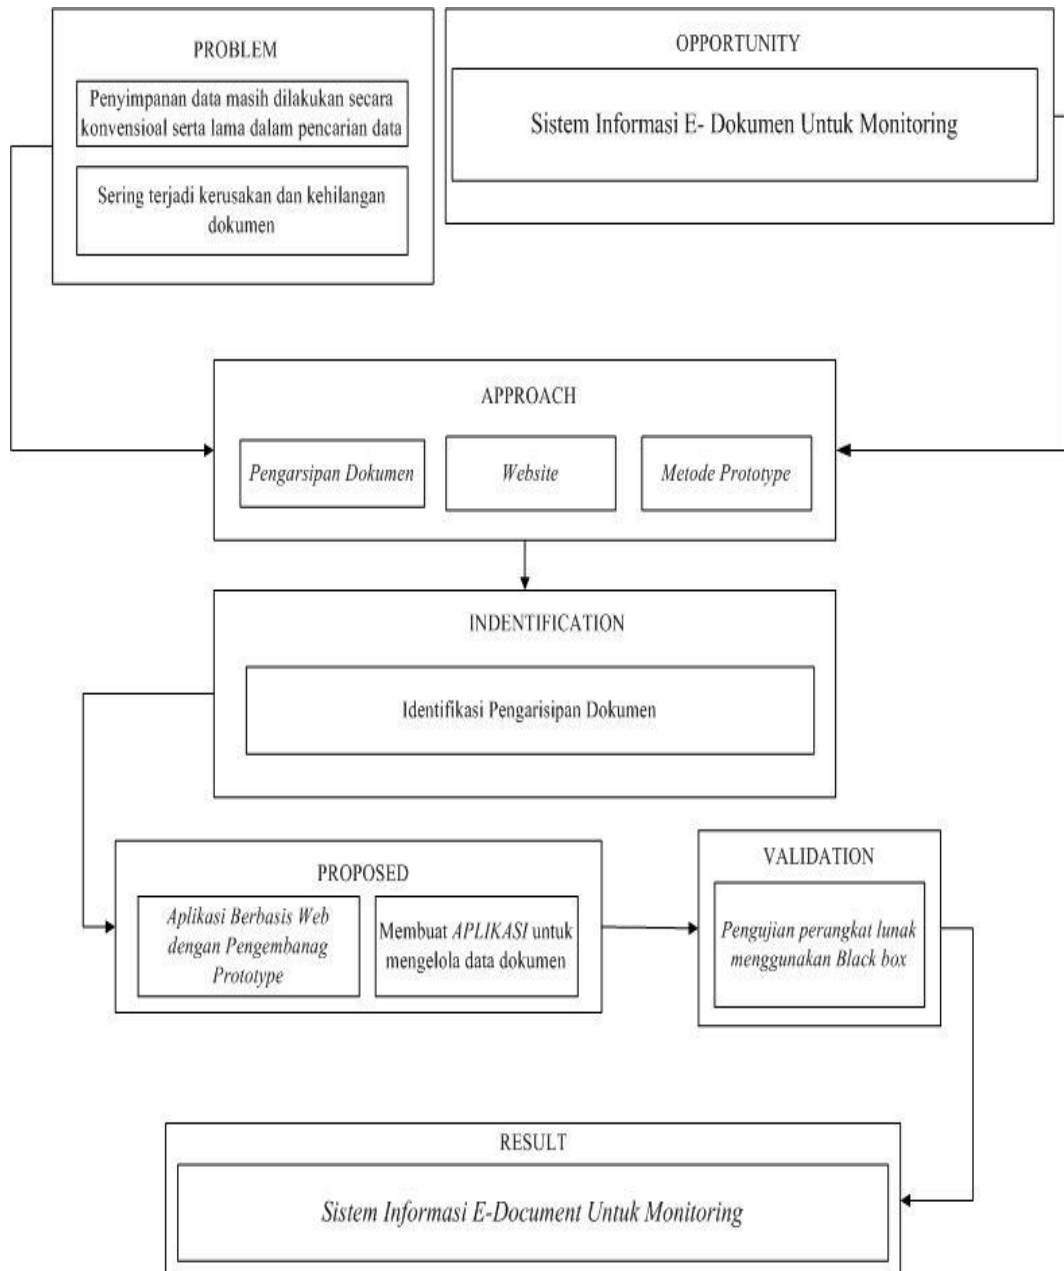 PROBLEM
Penyimpanan data masih dilakukan secara
konvensioal serta lama dalam pencarian data
Sering terjadi kerusakan dan kehilangan
dokumen
OPPORTUNITY
Sistem Informasi E- Dokumen Untuk Monitoring
APPROACH
Pengarsipan Dokumen
Website
Metode Prototype
INDENTIFICATION
Identifikasi Pengarisipan Dokumen
PROPOSED
Aplikasi Berbasis Web
dengan Pengembanag
Prototype
Membuat APLIKASI untuk
mengelola data dokumen
VALIDATION
Pengujian perangkat lunak
menggunakan Black box
RESULT
Sistem Informasi E-Document Untuk Monitoring